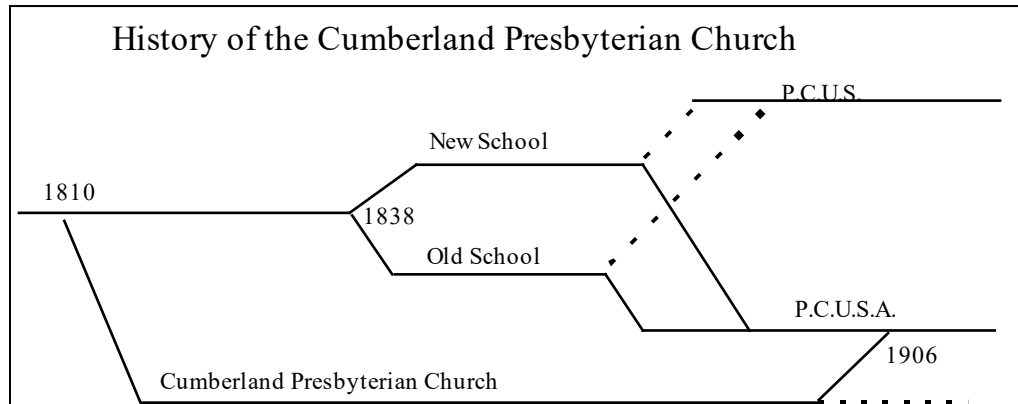 History of the Cumberland Presbyterian Church
P.C.U.S.
New School
1810
1838
Old School
P.C.U.S.A.
1906
Cumberland Presbyterian Church